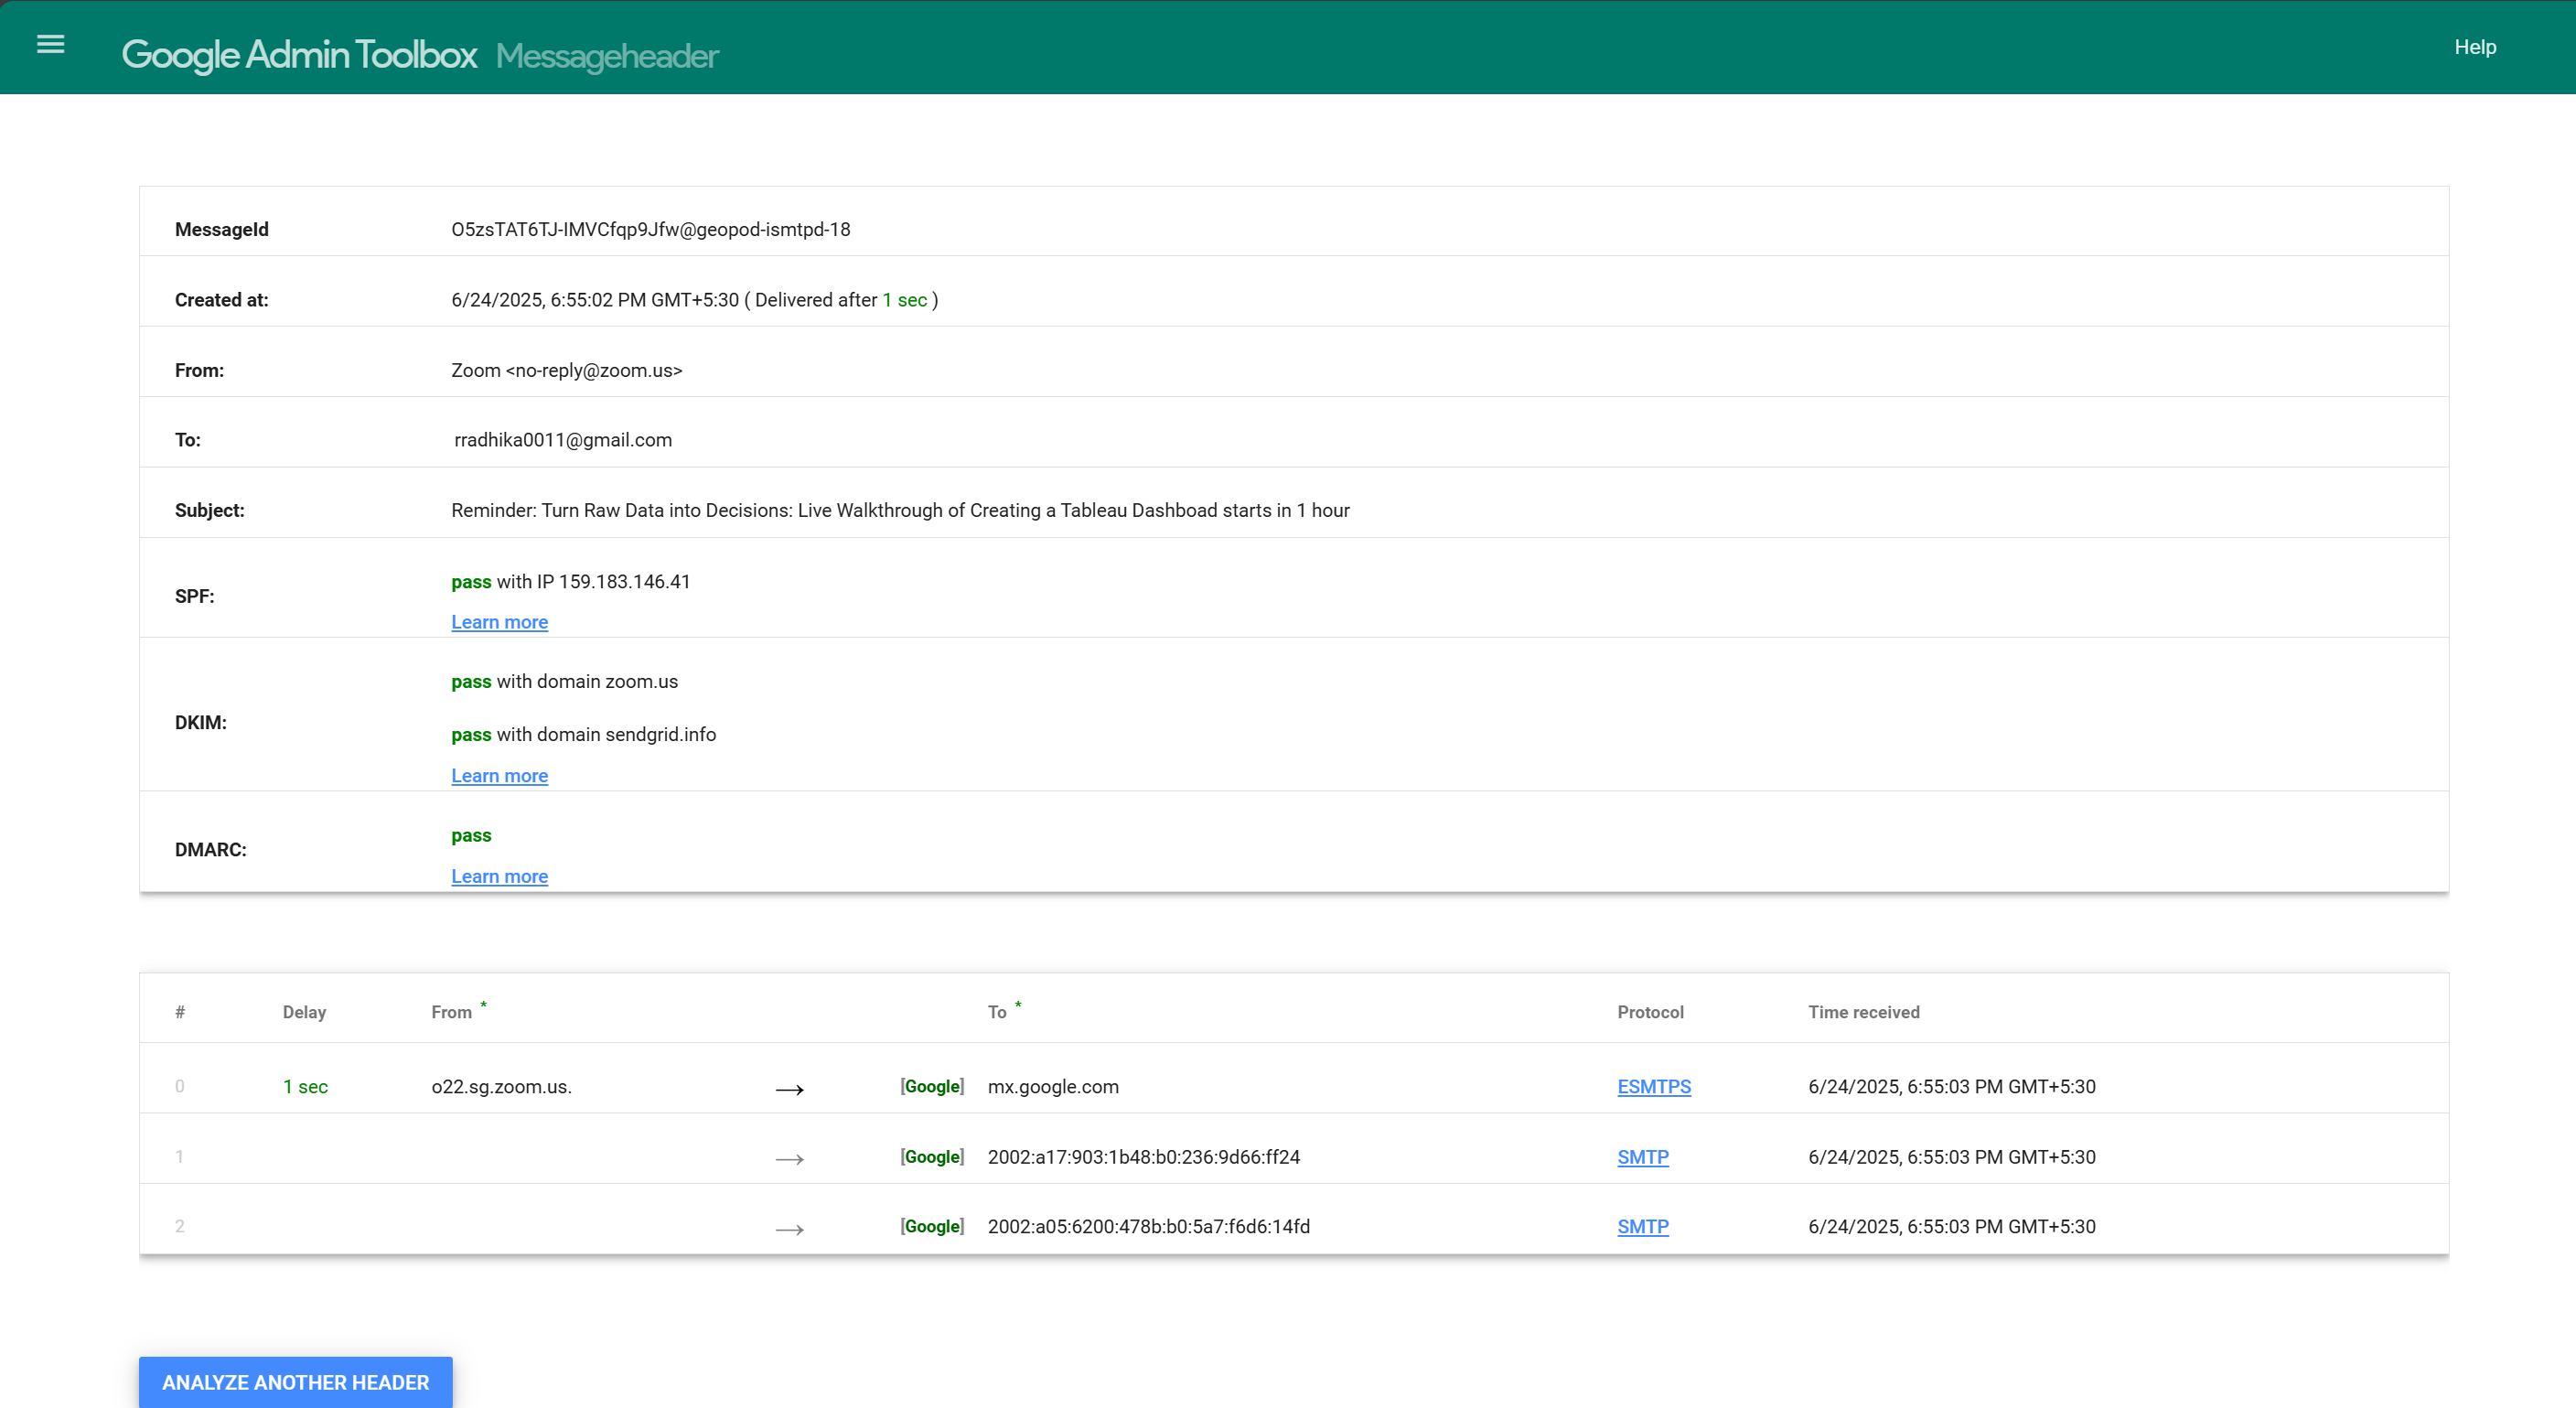 Google Admin Toolbox Messageheader Help
MessageId O5zsTAT6TJ-IMVCfqp9Jfw@geopod-ismtpd-18
Created at: 6/24/2025, 6:55:02 PM GMT+5:30 ( Delivered after 1 sec )
From: Zoom <no-reply@zoom.us>
To: rradhika0011@gmail.com
Subject: Reminder: Turn Raw Data into Decisions: Live Walkthrough of Creating a Tableau Dashboad starts in 1 hour
SPF: pass with IP 159.183.146.41
Learn more
DKIM: pass with domain zoom.us
pass with domain sendgrid.info
Learn more
DMARC: pass
Learn more
# Delay From * To * Protocol Time received
0 1 sec o22.sg.zoom.us. → [Google] mx.google.com ESMTPS 6/24/2025, 6:55:03 PM GMT+5:30
1 → [Google] 2002:a17:903:1b48:b0:236:9d66:ff24 SMTP 6/24/2025, 6:55:03 PM GMT+5:30
2 → [Google] 2002:a05:6200:478b:b0:5a7:f6d6:14fd SMTP 6/24/2025, 6:55:03 PM GMT+5:30
ANALYZE ANOTHER HEADER